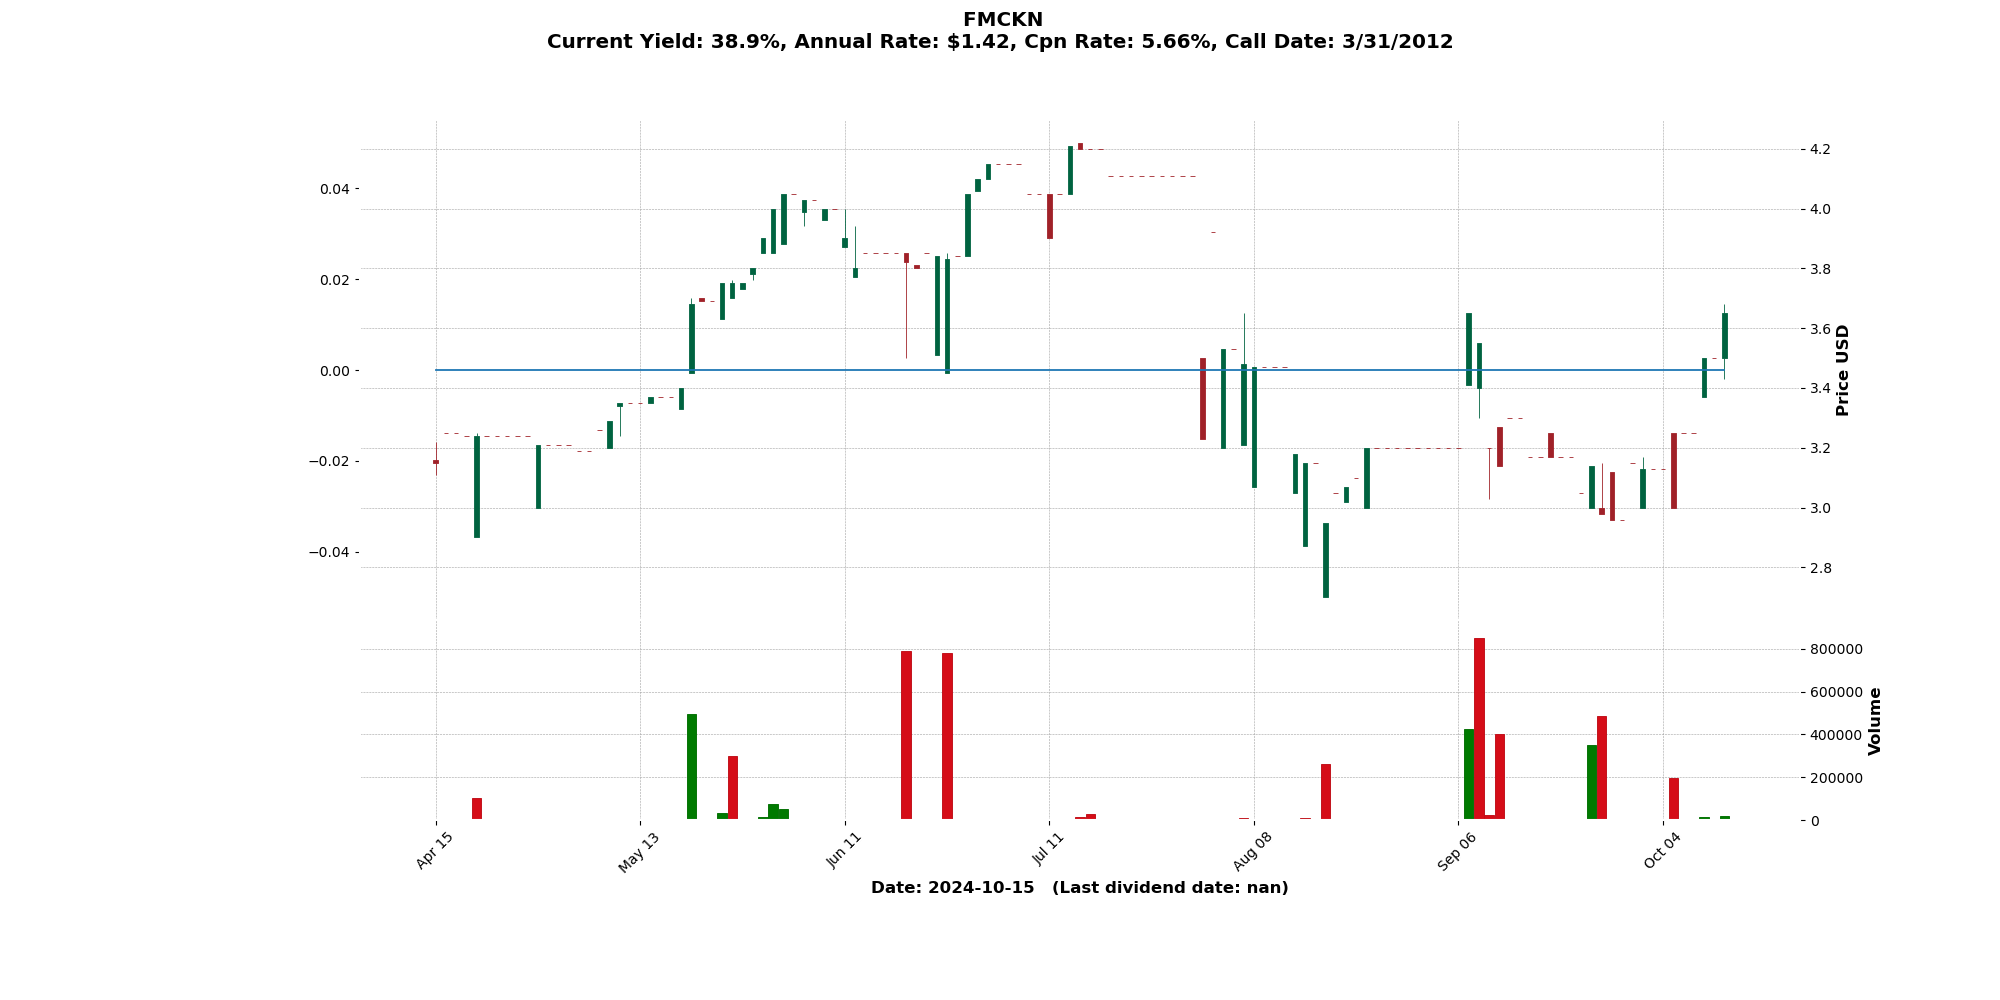 FMCKN
Current Yield: 38.9%, Annual Rate: $1.42, Cpn Rate: 5.66%, Call Date: 3/31/2012
0.04
0.02
0.00
−0.02
−0.04
4.2
4.0
3.8
3.6
3.4
3.2
3.0
2.8
Price USD
800000
600000
400000
200000
0
Volume
Apr 15
May 13
Jun 11
Jul 11
Aug 08
Sep 06
Oct 04
Date: 2024-10-15   (Last dividend date: nan)